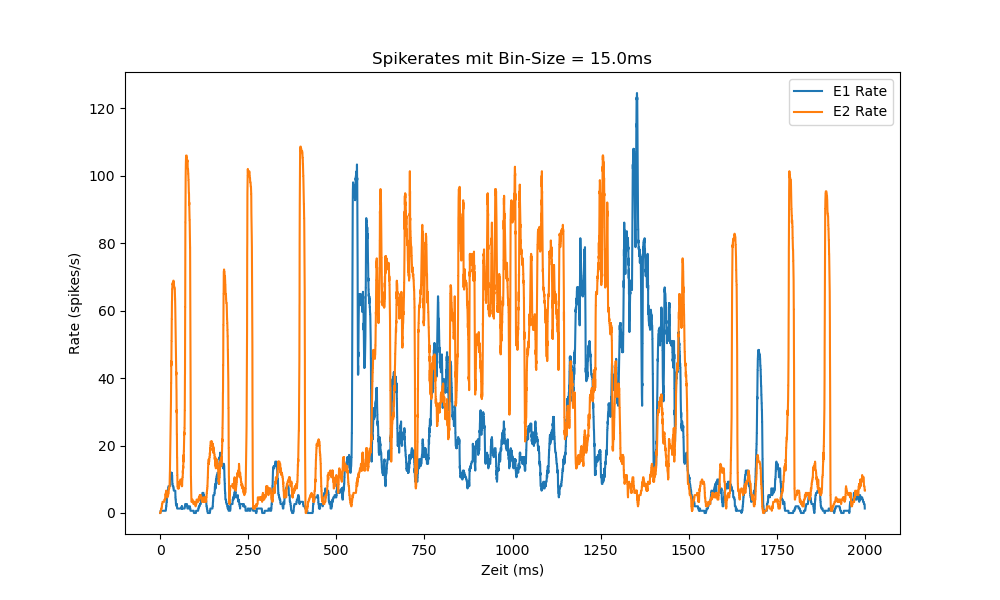 Spikerates mit Bin-Size = 15.0ms
E1 Rate
E2 Rate
Rate (spikes/s)
120
100
80
60
40
20
0
0 250 500 750 1000 1250 1500 1750 2000
Zeit (ms)